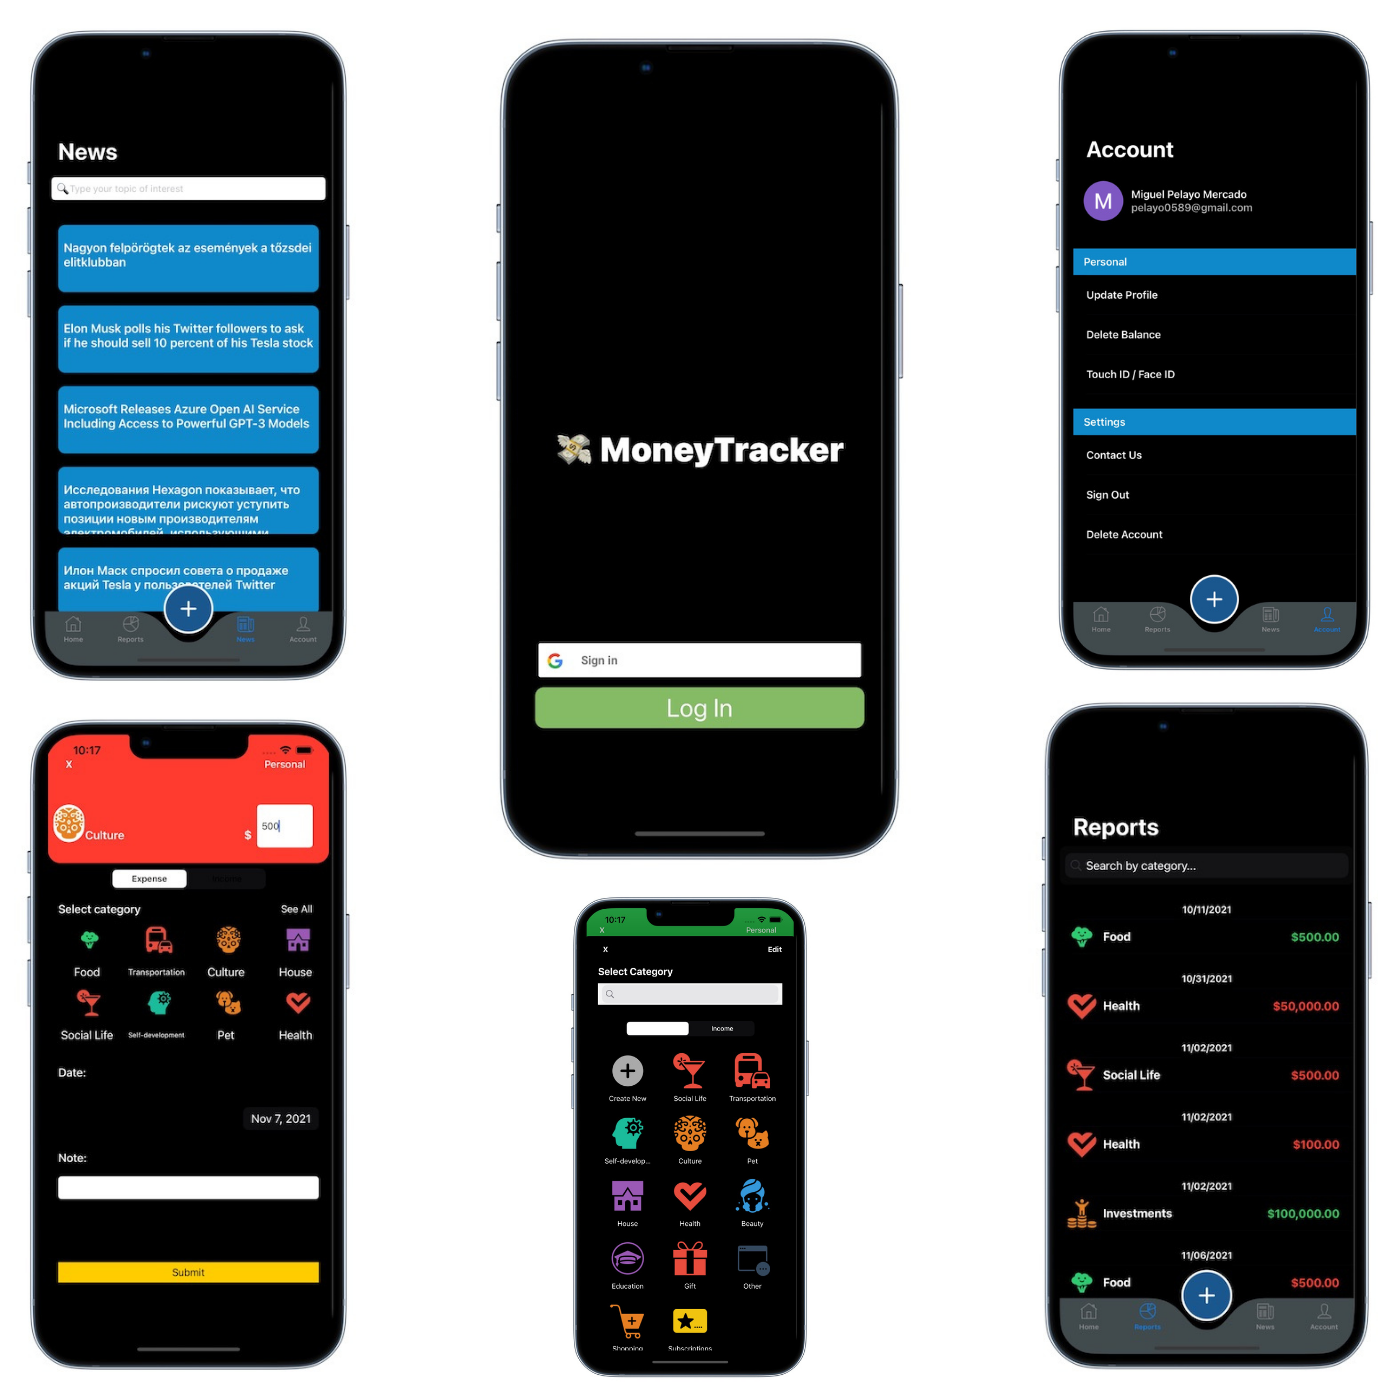 News
Type your topic of interest
Nagyon felpörögtek az események a tőzsdei
elitklubban
Elon Musk polls his Twitter followers to ask
if he should sell 10 percent of his Tesla stock
Microsoft Releases Azure Open AI Service
Including Access to Powerful GPT-3 Models
Исследования Hexagon показывает, что
автопроизводители рискуют уступить
позиции новым производителям
электромобилей, использующими
Илон Маск спросил совета о продаже
акций Tesla у пользователей Twitter
+
Home
Reports
News
Account
MoneyTracker
G Sign in
Log In
Account
M
Miguel Pelayo Mercado
pelayo0589@gmail.com
Personal
Update Profile
Delete Balance
Touch ID / Face ID
Settings
Contact Us
Sign Out
Delete Account
+
Home
Reports
News
Account
10:17
X
Personal
Culture
$
500
Expense
Income
Select category
See All
Food
Transportation
Culture
House
Social Life
Self-development
Pet
Health
Date:
Nov 7, 2021
Note:
Submit
10:17
X
Personal
X
Edit
Select Category
Income
Create New
Social Life
Transportation
Self-develop...
Culture
Pet
House
Health
Beauty
Education
Gift
Other
Shopping
Subscriptions
Reports
Search by category...
10/11/2021
Food
$500.00
10/31/2021
Health
$50,000.00
11/02/2021
Social Life
$500.00
11/02/2021
Health
$100.00
11/02/2021
Investments
$100,000.00
11/06/2021
Food
$500.00
+
Home
Reports
News
Account